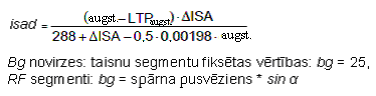 isad = (augst.–LTPaugst.) · ΔISA / 288 + ΔISA – 0,5 · 0,00198 · augst.
Bg novirzes: taisnu segmentu fiksētas vērtības: bg = 25,
RF segmenti: bg = spārna pusvēziens * sin α